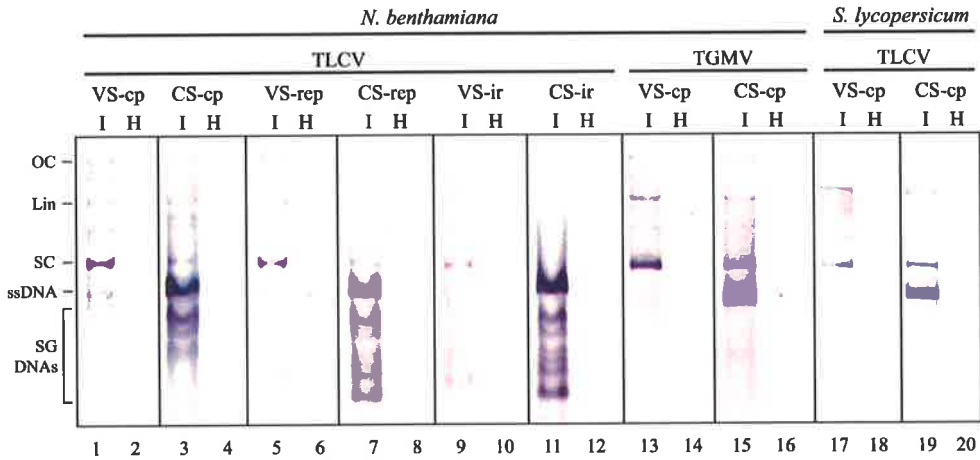 N. benthamiana S. lycopersicum
TLCV TGMV TLCV
VS-cp CS-cp VS-rep CS-rep VS-ir CS-ir VS-cp CS-cp VS-cp CS-cp
I H I H I H I H I H I H I H I H I H I H
OC
Lin
SC
ssDNA
SG
DNAs
1 2 3 4 5 6 7 8 9 10 11 12 13 14 15 16 17 18 19 20